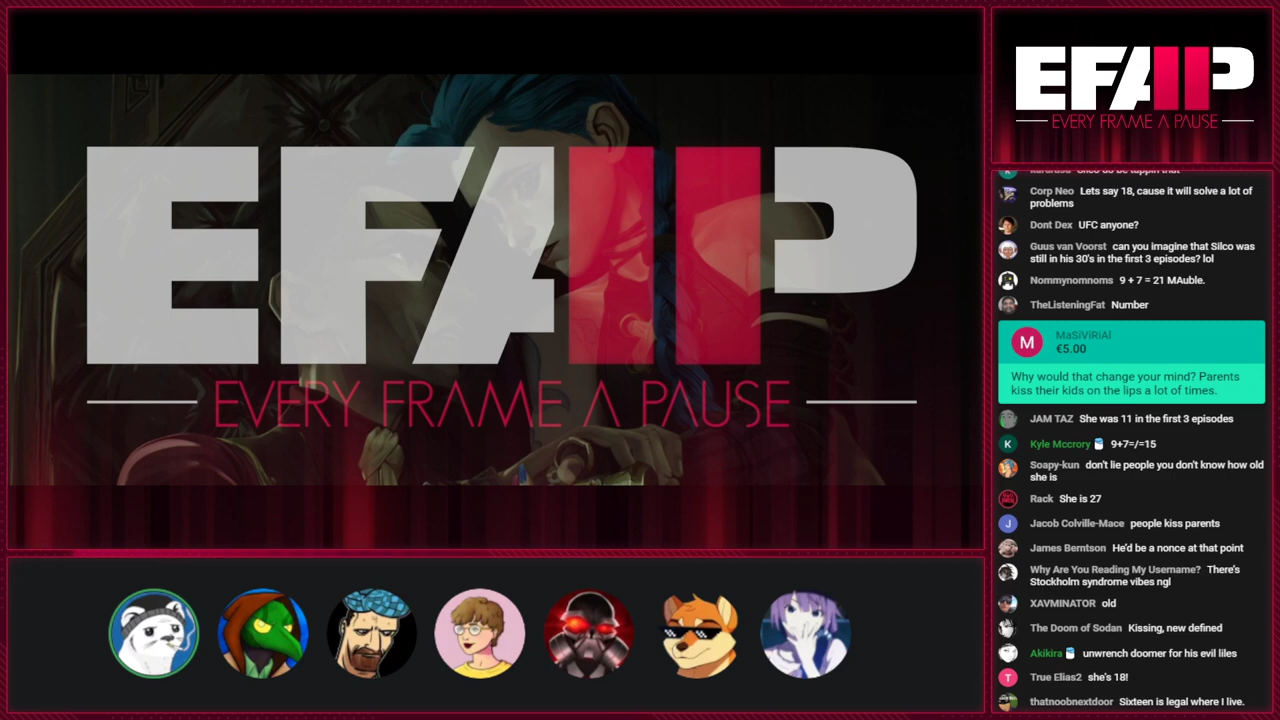 EFAP
EVERY FRAME A PAUSE
EFAP
EVERY FRAME A PAUSE
Corp Neo Lets say 18, cause it will solve a lot of
problems
Dont Dex UFC anyone?
Guus van Voorst can you imagine that Silco was
still in his 30's in the first 3 episodes? lol
Nommynomnoms 9 + 7 = 21 MAuble.
TheListeningFat Number
M
MaSiViRiAl
€5.00
Why would that change your mind? Parents
kiss their kids on the lips a lot of times.
JAM TAZ She was 11 in the first 3 episodes
K
Kyle Mccrory 9+7=/=15
Soapy-kun don't lie people you don't know how old
she is
Rack She is 27
J
Jacob Colville-Mace people kiss parents
James Berntson He'd be a nonce at that point
Why Are You Reading My Username? There's
Stockholm syndrome vibes ngl
XAVMINATOR old
The Doom of Sodan Kissing, new defined
Akikira unwrench doomer for his evil liles
T
True Elias2 she's 18!
thatnoobnextdoor Sixteen is legal where I live.